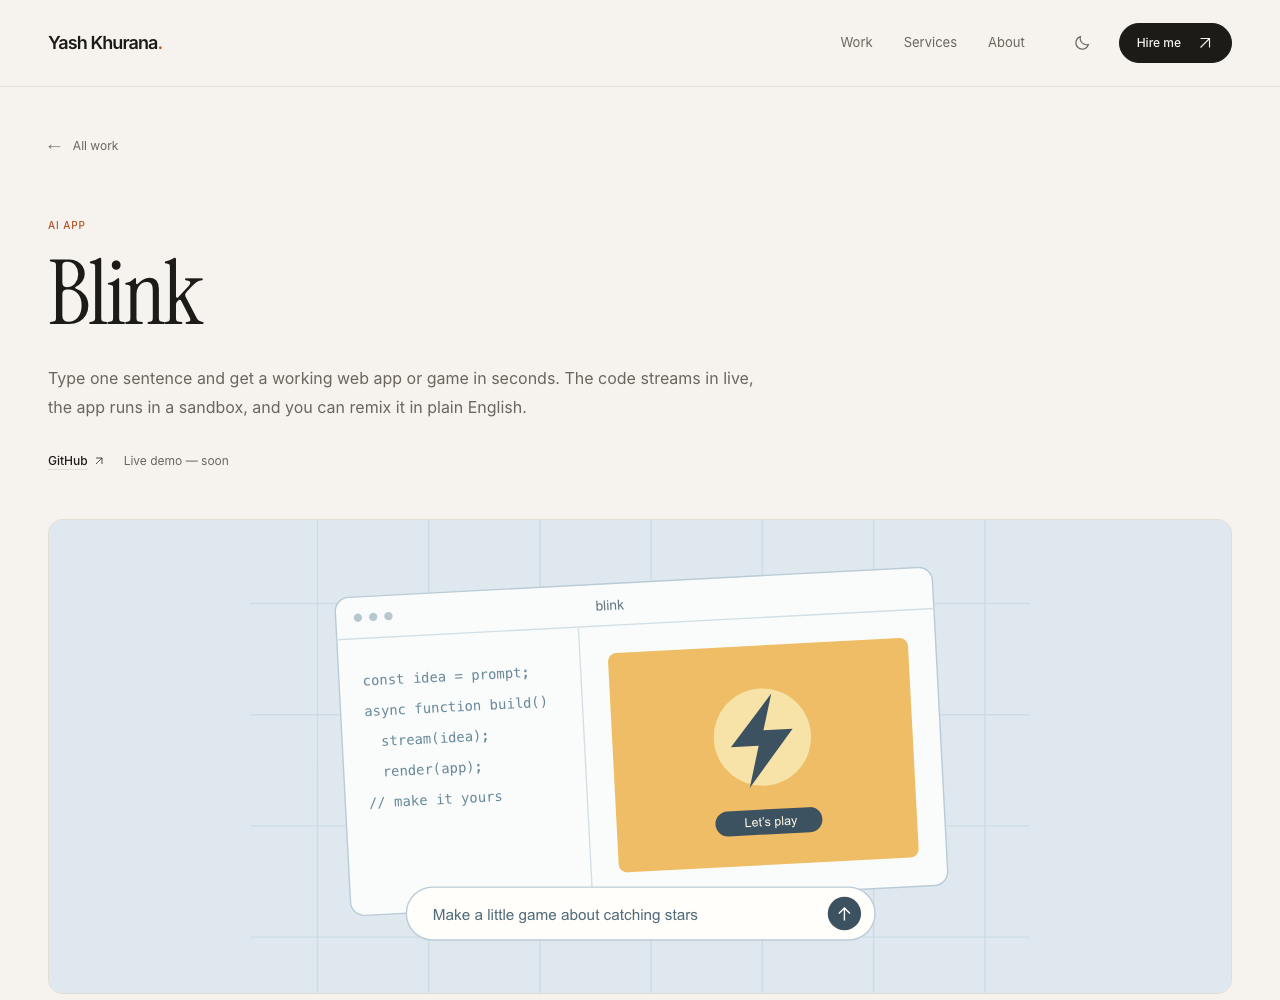 Yash Khurana.
Work
Services
About
Hire me
← All work
AI APP
Blink
Type one sentence and get a working web app or game in seconds. The code streams in live,
the app runs in a sandbox, and you can remix it in plain English.
GitHub ↗
Live demo — soon
blink
const idea = prompt;
async function build()
stream(idea);
render(app);
// make it yours
Let's play
Make a little game about catching stars